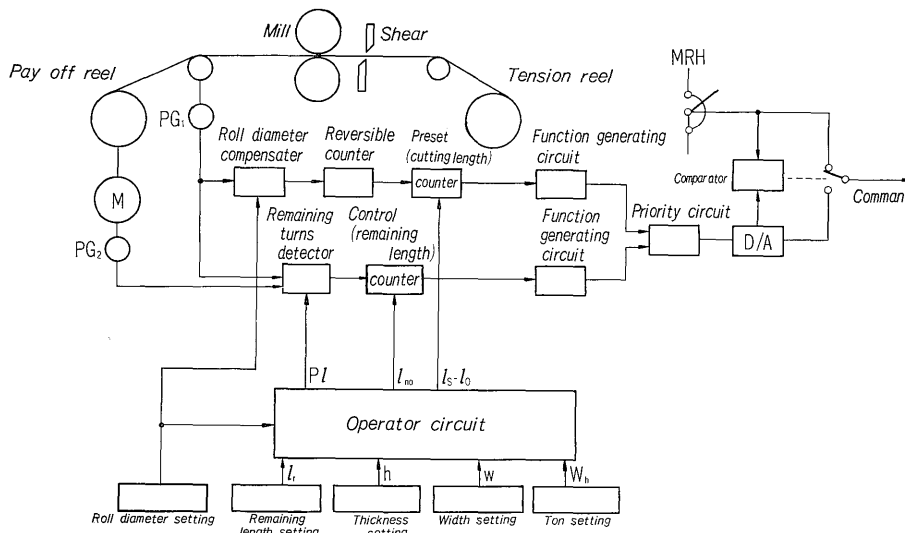 Mill
Shear
Pay off reel
Tension reel
MRH
PG₁
Roll diameter
compensater
Reversible
counter
Preset
(cutting length)
counter
Function generating
circuit
Comparator
Comman
M
PG₂
Remaining
turns
detector
Control
(remaining
length)
counter
Function
generating
circuit
Priority circuit
D/A
Pl
lₙₒ
lₛ-l₀
Operator circuit
lᵣ
h
w
Wₕ
Roll diameter setting
Remaining
length setting
Thickness
Width setting
Ton setting